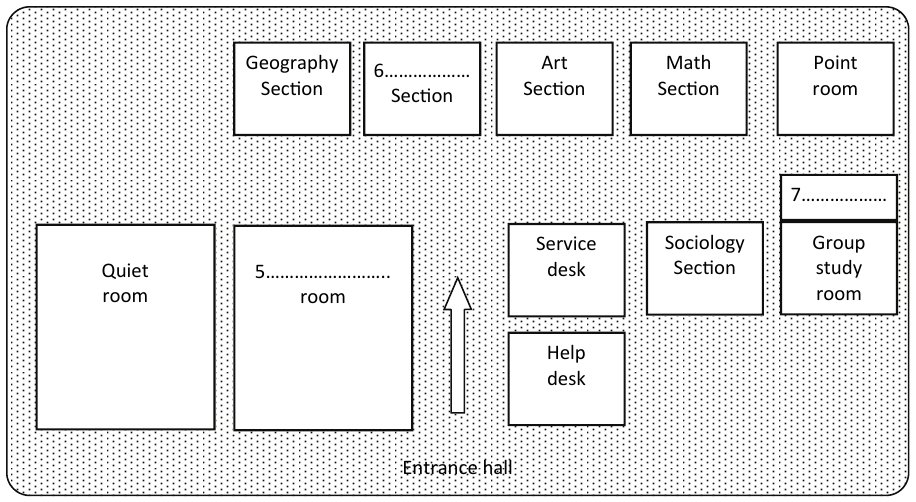 Geography
Section
6..................
Section
Art
Section
Math
Section
Point
room
7..................
Quiet
room
5..........................
room
Service
desk
Sociology
Section
Group
study
room
Help
desk
Entrance hall